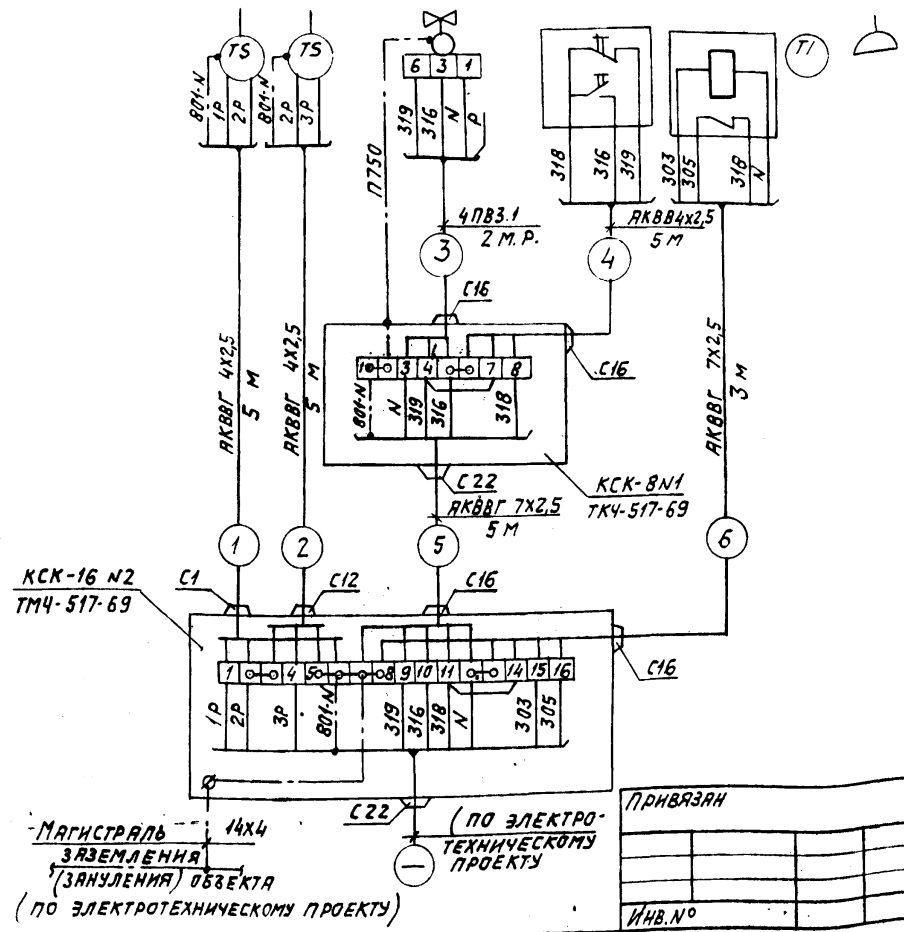 TS
TS
TI
6 3 1
801-N
1P
2P
801-N
2P
3P
319
316
N
P
318
316
319
303
305
318
N
П750
4ПВ3.1
2 М.Р.
АКВВ4х2,5
5 М
3
4
С16
С16
АКВВГ 4х2,5
5 М
АКВВГ 4х2,5
5 М
АКВВГ 7х2,5
3 М
1 3 4 7 8
801-N
N
319
316
318
С22
АКВВГ 7х2,5
5 М
КСК-8 N1
ТК4-517-69
1
2
5
6
КСК-16 N2
ТМ4-517-69
С1
С12
С16
С16
1 4 5 8 9 10 11 14 15 16
1P
2P
3P
801-N
319
316
318
N
303
305
С22
МАГИСТРАЛЬ 14х4
ЗАЗЕМЛЕНИЯ
(ЗАНУЛЕНИЯ) ОБЪЕКТА
(ПО ЭЛЕКТРОТЕХНИЧЕСКОМУ ПРОЕКТУ)
(ПО ЭЛЕКТРО-
ТЕХНИЧЕСКОМУ
ПРОЕКТУ
ПРИВЯЗАН
ИНВ.№